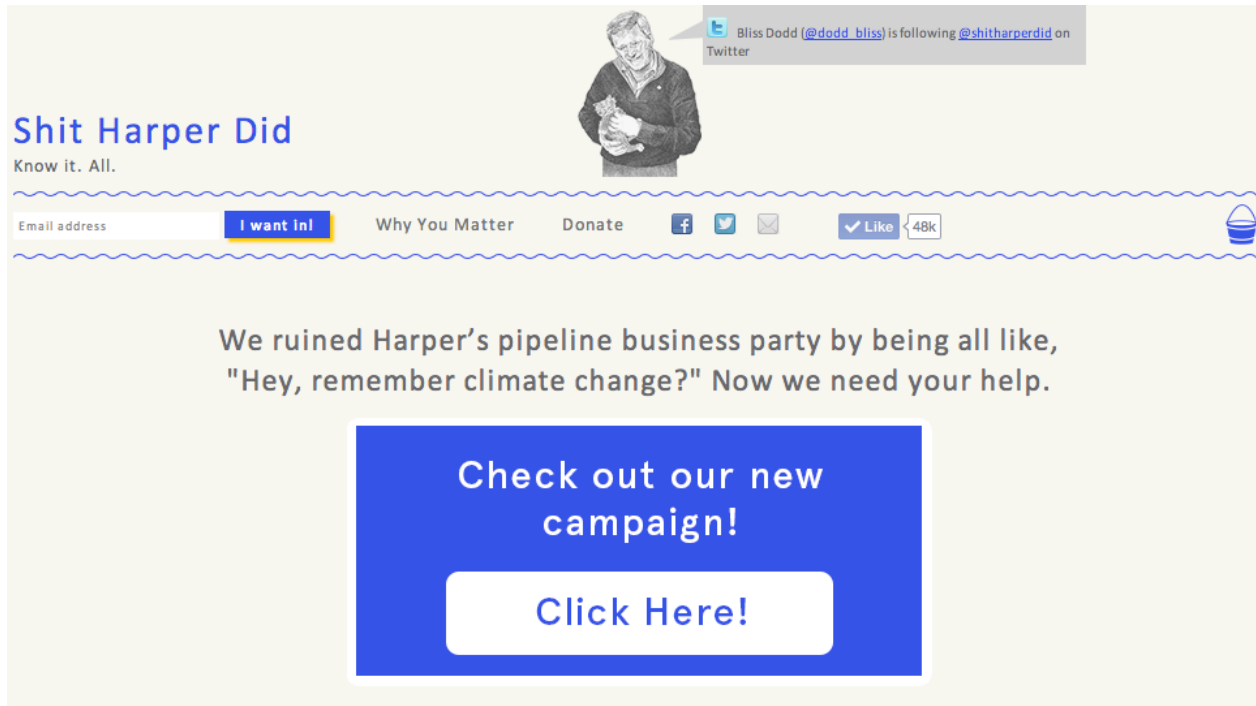 Bliss Dodd (@dodd_bliss) is following @shitharperdid on
Twitter
Shit Harper Did
Know it. All.
Email address
I want in!
Why You Matter
Donate
Like
48k
We ruined Harper’s pipeline business party by being all like,
"Hey, remember climate change?" Now we need your help.
Check out our new
campaign!
Click Here!